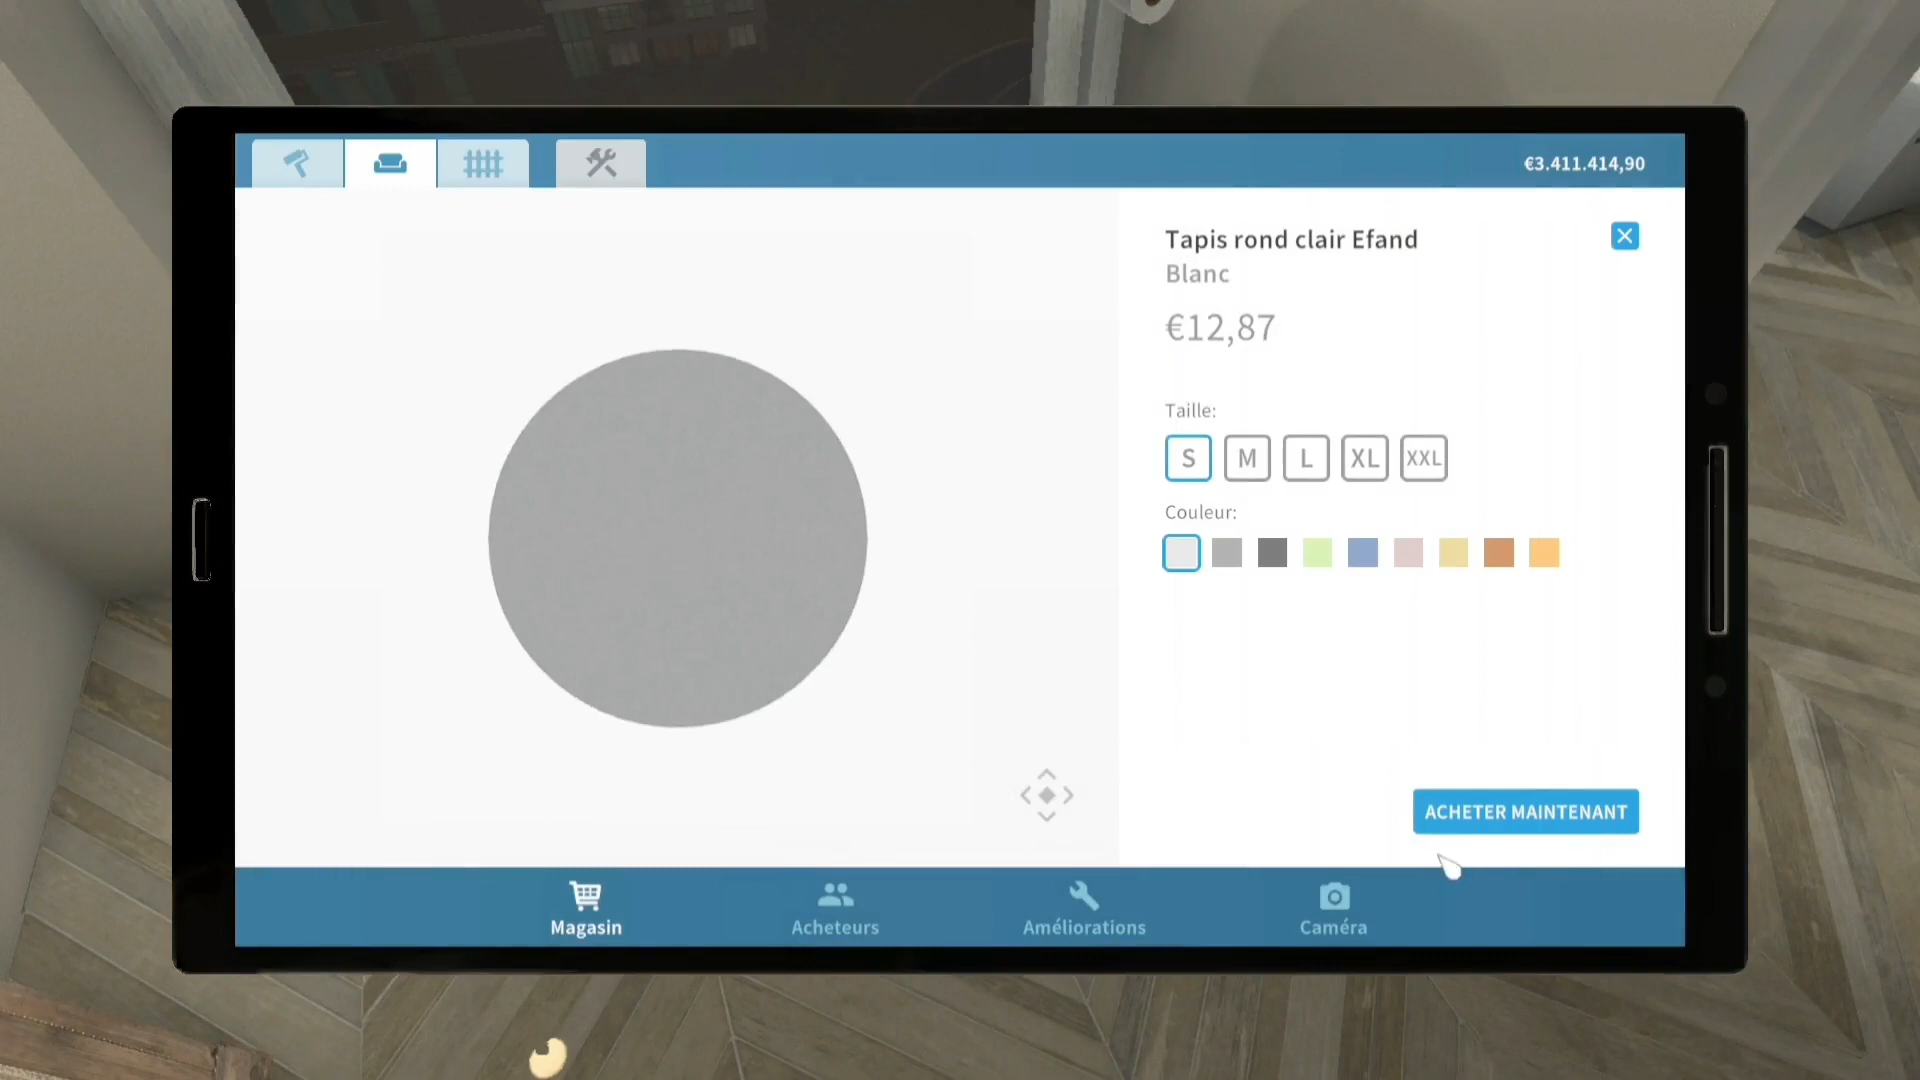 €3.411.414,90
Tapis rond clair Efand
Blanc
€12,87
Taille:
S M L XL XXL
Couleur:
ACHETER MAINTENANT
Magasin Acheteurs Améliorations Caméra